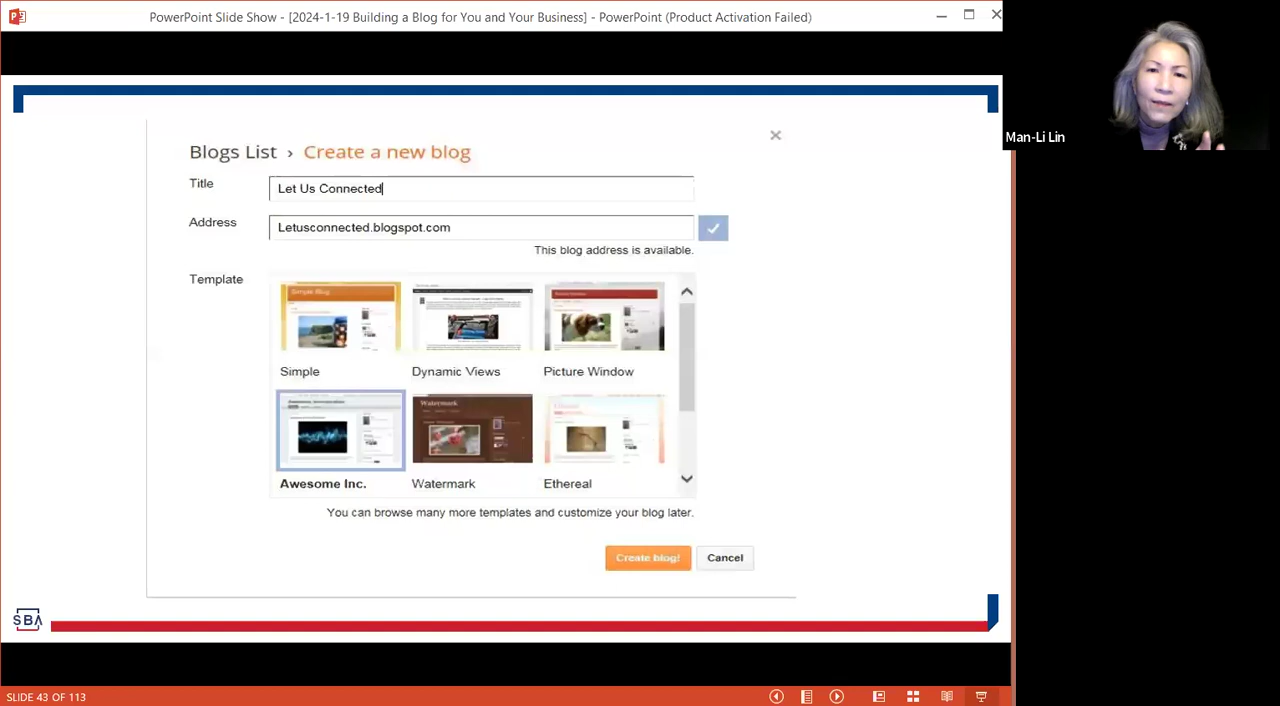 PowerPoint Slide Show - [2024-1-19 Building a Blog for You and Your Business] - PowerPoint (Product Activation Failed)
Man-Li Lin
Blogs List › Create a new blog
Title
Let Us Connected
Address
Letusconnected.blogspot.com
This blog address is available.
Template
Simple Blog
Simple
Dynamic Views
Picture Window
Watermark
Awesome Inc.
Watermark
Ethereal
You can browse many more templates and customize your blog later.
Create blog!
Cancel
SBA
SLIDE 43 OF 113